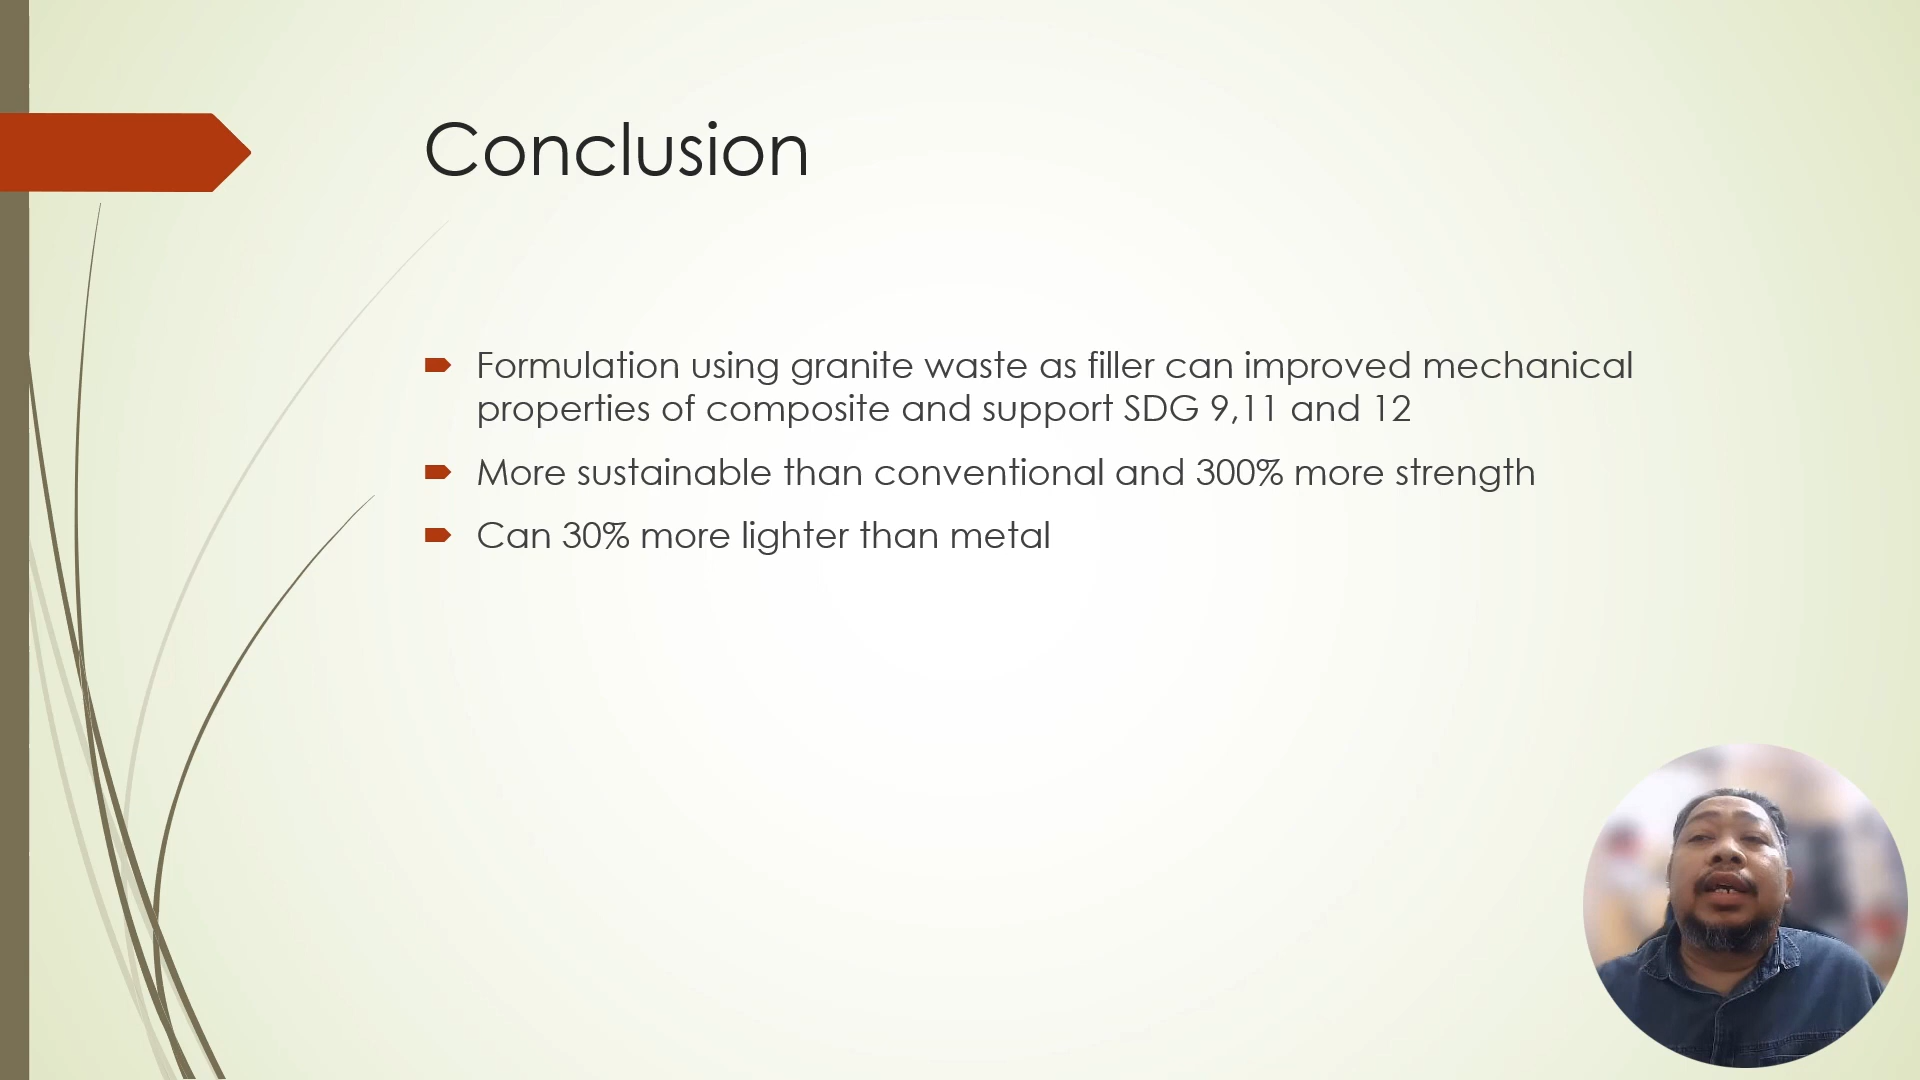 Conclusion
Formulation using granite waste as filler can improved mechanical
properties of composite and support SDG 9,11 and 12
More sustainable than conventional and 300% more strength
Can 30% more lighter than metal